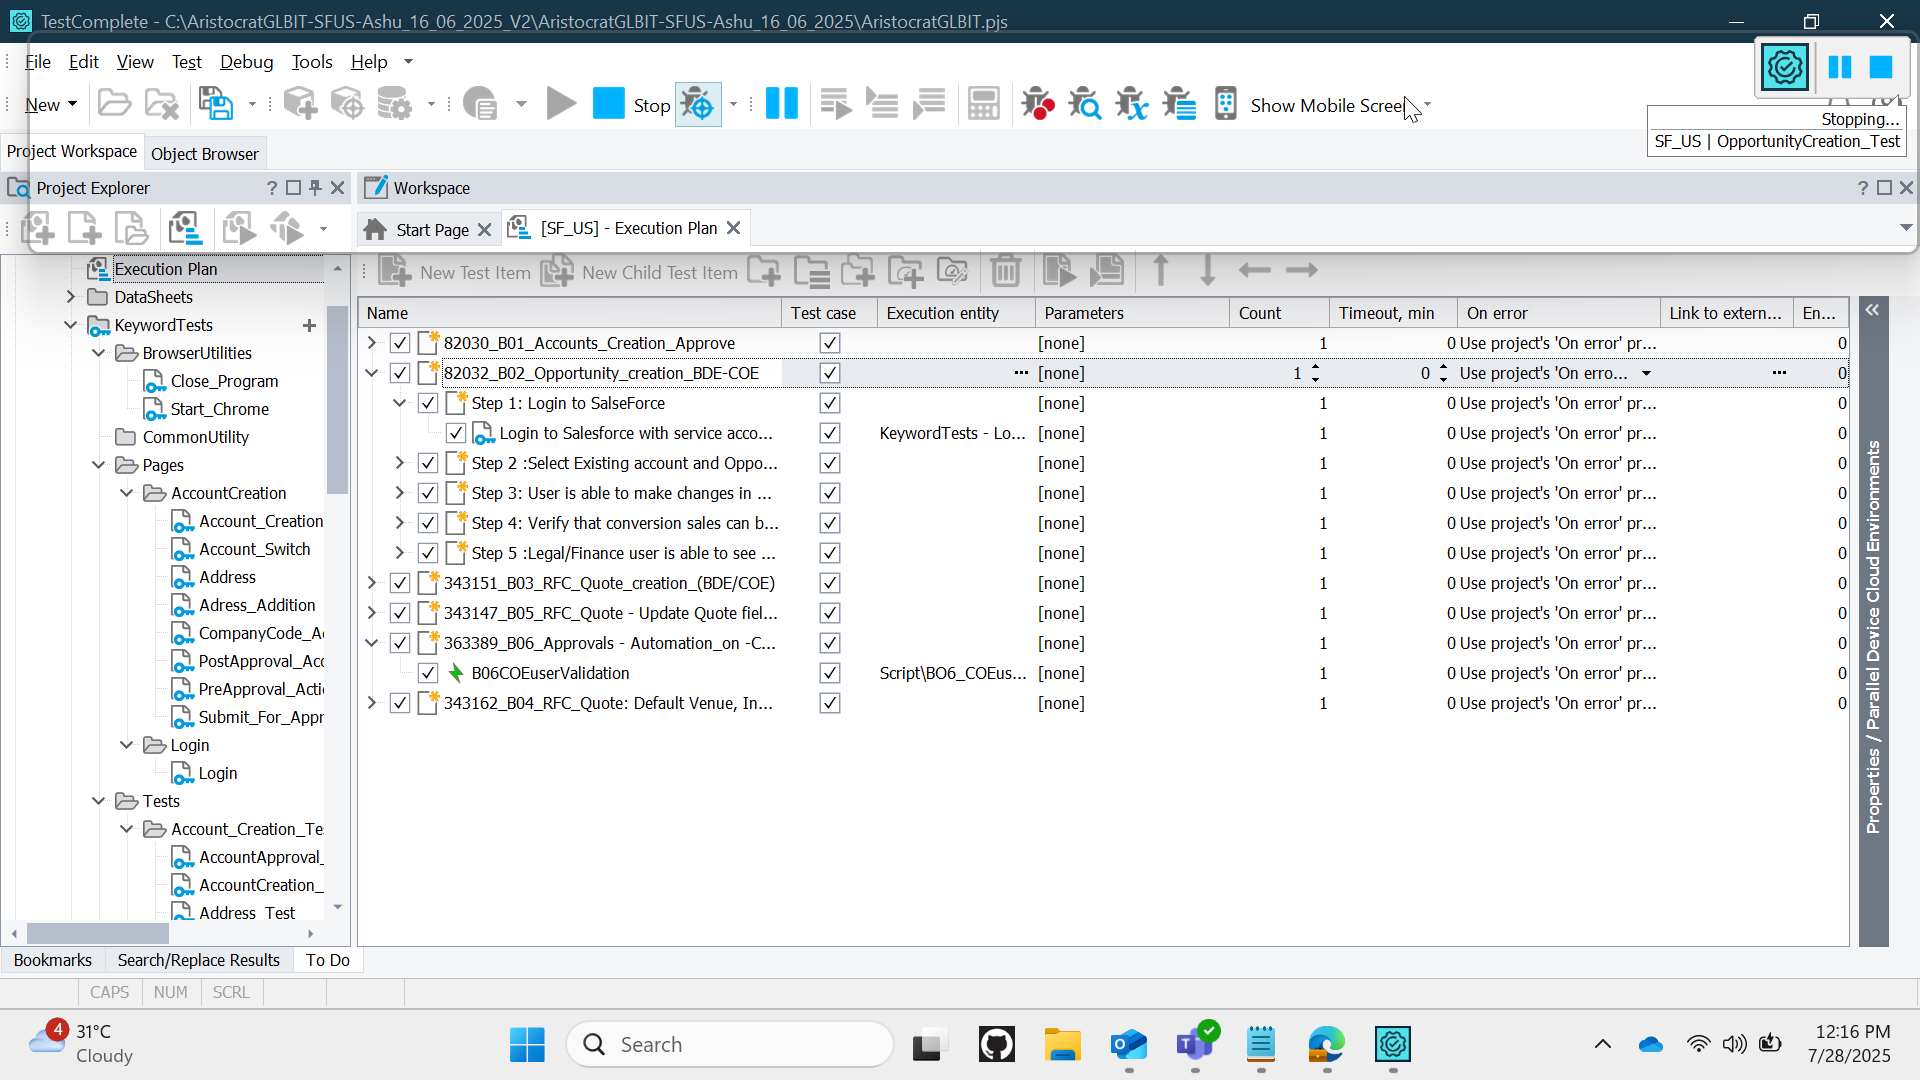 TestComplete - C:\AristocratGLBIT-SFUS-Ashu_16_06_2025_V2\AristocratGLBIT-SFUS-Ashu_16_06_2025\AristocratGLBIT.pjs
File Edit View Test Debug Tools Help
New Stop Show Mobile Screen
Stopping...
SF_US | OpportunityCreation_Test
Project Workspace Object Browser
Project Explorer
Workspace
Start Page [SF_US] - Execution Plan
New Test Item New Child Test Item
Execution Plan
DataSheets
KeywordTests
BrowserUtilities
Close_Program
Start_Chrome
CommonUtility
Pages
AccountCreation
Account_Creation
Account_Switch
Address
Adress_Addition
CompanyCode_A
PostApproval_Acc
PreApproval_Acti
Submit_For_Appr
Login
Login
Tests
Account_Creation_Te
AccountApproval_
AccountCreation_
Address_Test
Name Test case Execution entity Parameters Count Timeout, min On error Link to extern... En...
82030_B01_Accounts_Creation_Approve [none] 1 0 Use project's 'On error' pr... 0
82032_B02_Opportunity_creation_BDE-COE ... [none] 1 0 Use project's 'On erro... ... 0
Step 1: Login to SalseForce [none] 1 0 Use project's 'On error' pr... 0
Login to Salesforce with service acco... KeywordTests - Lo... [none] 1 0 Use project's 'On error' pr... 0
Step 2 :Select Existing account and Oppo... [none] 1 0 Use project's 'On error' pr... 0
Step 3: User is able to make changes in ... [none] 1 0 Use project's 'On error' pr... 0
Step 4: Verify that conversion sales can b... [none] 1 0 Use project's 'On error' pr... 0
Step 5 :Legal/Finance user is able to see ... [none] 1 0 Use project's 'On error' pr... 0
343151_B03_RFC_Quote_creation_(BDE/COE) [none] 1 0 Use project's 'On error' pr... 0
343147_B05_RFC_Quote - Update Quote fiel... [none] 1 0 Use project's 'On error' pr... 0
363389_B06_Approvals - Automation_on -C... [none] 1 0 Use project's 'On error' pr... 0
B06COEuserValidation Script\BO6_COEus... [none] 1 0 Use project's 'On error' pr... 0
343162_B04_RFC_Quote: Default Venue, In... [none] 1 0 Use project's 'On error' pr... 0
Properties / Parallel Device Cloud Environments
Bookmarks Search/Replace Results To Do
CAPS NUM SCRL
4
31°C
Cloudy
Search
12:16 PM
7/28/2025